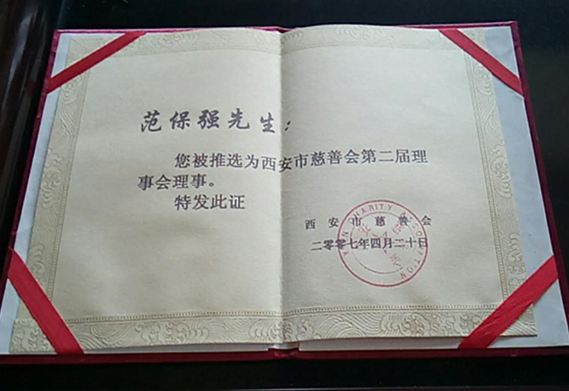 范保强先生：
您被推选为西安市慈善会第二届理
事会理事。
特发此证
西安市慈善会
二零零七年四月二十日